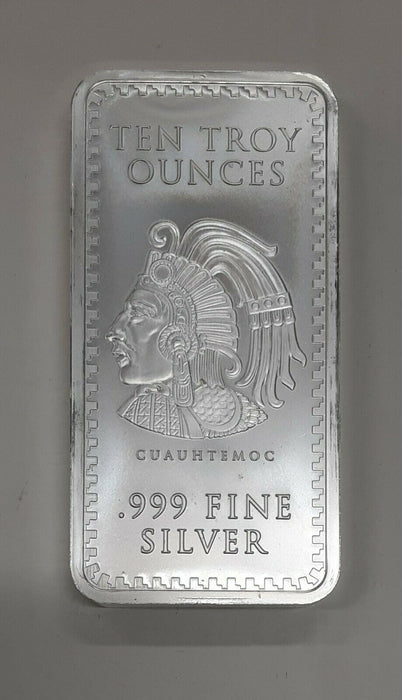 TEN TROY
OUNCES
CUAUHTEMOC
.999 FINE
SILVER